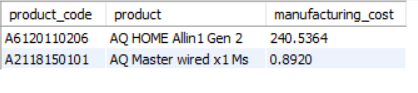 product_code product manufacturing_cost
A6120110206 AQ HOME Allin1 Gen 2 240.5364
A2118150101 AQ Master wired x1 Ms 0.8920